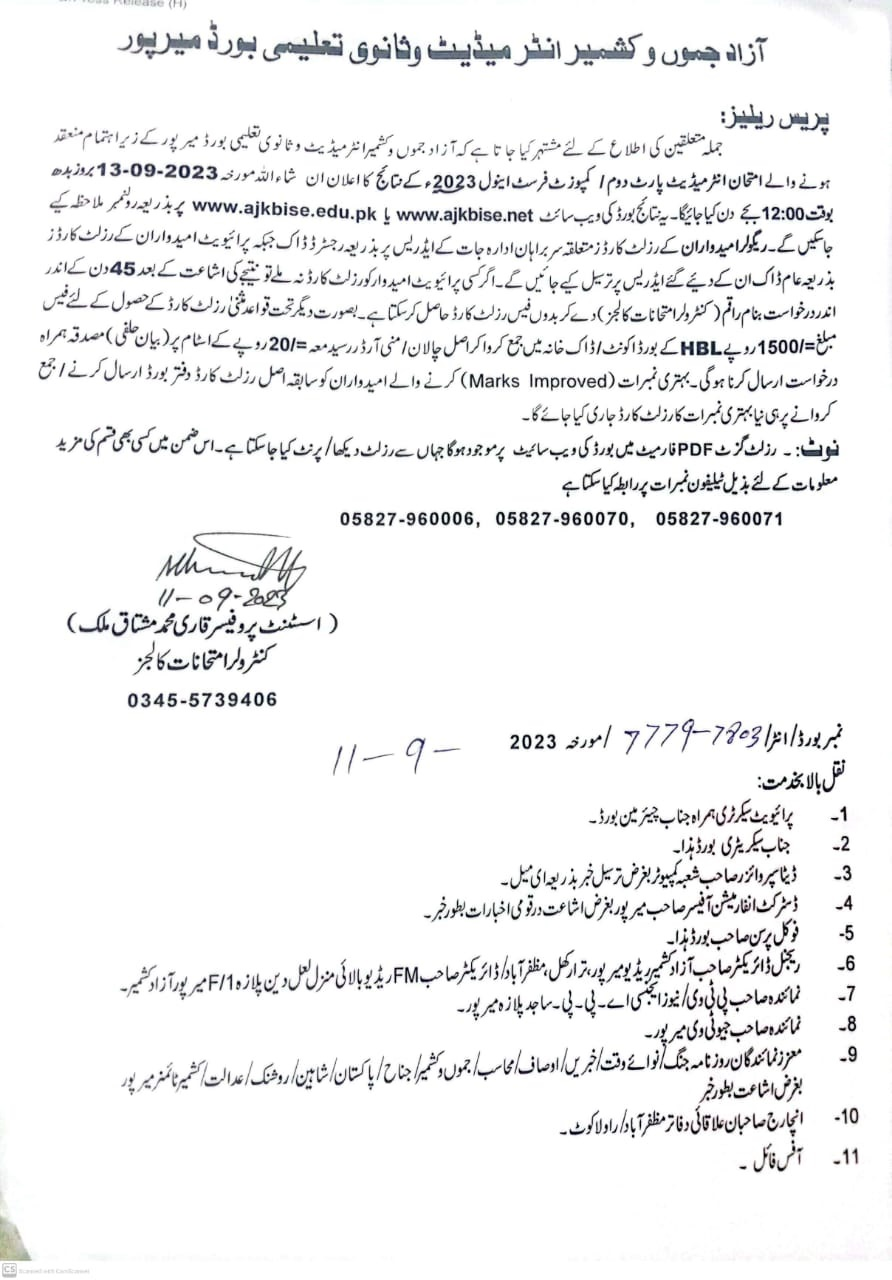 Press Release (H)
آزاد جموں و کشمیر انٹر میڈیٹ و ثانوی تعلیمی بورڈ میرپور
پریس ریلیز:
جملہ متعلقین کی اطلاع کے لئے مشتہر کیا جاتا ہے کہ آزاد جموں و کشمیر انٹر میڈیٹ و ثانوی تعلیمی بورڈ میرپور کے زیر اہتمام منعقد
ہونے والے امتحان انٹر میڈیٹ پارٹ دوم / کمپوزٹ فرسٹ اینول 2023ء کے نتائج کا اعلان ان شاء اللہ مورخہ 13-09-2023 بروز بدھ
بوقت 12:00 بجے دن کیا جائیگا۔ یہ نتائج بورڈ کی ویب سائٹ www.ajkbise.net یا www.ajkbise.edu.pk پر بذریعہ رولنمبر ملاحظہ کیے
جا سکیں گے۔ ریگولر امیدواران کے رزلٹ کارڈز متعلقہ سربراہان ادارہ جات کے ایڈریس پر بذریعہ رجسٹرڈ ڈاک جبکہ پرائیویٹ امیدواران کے رزلٹ کارڈز
بذریعہ عام ڈاک ان کے دیئے گئے ایڈریس پر ترسیل کیے جائیں گے۔ اگر کسی پرائیویٹ امیدوار کو رزلٹ کارڈ نہ ملے تو نتیجے کی اشاعت کے بعد 45 دن کے اندر
اندر درخواست بنام راقم (کنٹرولر امتحانات کالجز) دے کر بدوں فیس رزلٹ کارڈ حاصل کر سکتا ہے۔ بصورت دیگر تحت قواعد مثنیٰ رزلٹ کارڈ کے حصول کے لئے فیس
مبلغ =/1500 روپے HBL کے بورڈ اکونٹ / ڈاک خانہ میں جمع کروا کر اصل چالان / منی آرڈر رسید معہ =/20 روپے کے اسٹام پر (بیان حلفی) مصدقہ ہمراہ
درخواست ارسال کرنا ہو گی۔ بہتری نمبرات (Marks Improved) کرنے والے امیدواران کو سابقہ اصل رزلٹ کارڈ دفتر بورڈ ارسال کرنے / جمع
کروانے پر ہی نیا بہتری نمبرات کا رزلٹ کارڈ جاری کیا جائے گا۔
نوٹ:۔ رزلٹ گزٹ PDF فارمیٹ میں بورڈ کی ویب سائیٹ پر موجود ہو گا جہاں سے رزلٹ دیکھا / پرنٹ کیا جا سکتا ہے۔ اس ضمن میں کسی بھی قسم کی مزید
معلومات کے لئے بذیل ٹیلیفون نمبرات پر رابطہ کیا سکتا ہے
05827-960006, 05827-960070, 05827-960071
11-09-2023
(اسسٹنٹ پروفیسر قاری محمد مشتاق ملک)
کنٹرولر امتحانات کالجز
0345-5739406
نمبر بورڈ / انٹر / 7779-7803 / مورخہ 2023 11-9-
نقل بالا بخدمت:
1- پرائیویٹ سیکرٹری ہمراہ جناب چیئرمین بورڈ۔
2- جناب سیکریٹری بورڈ ہذا۔
3- ڈیٹا سپروائزر صاحب شعبہ کمپیوٹر بغرض ترسیل خبر بذریعہ ای میل۔
4- ڈسٹرکٹ انفارمیشن آفیسر صاحب میرپور بغرض اشاعت در قومی اخبارات بطور خبر۔
5- فوکل پرسن صاحب بورڈ ہذا۔
6- ریجنل ڈائریکٹر صاحب آزاد کشمیر ریڈیو میرپور، تراڑکھل، مظفرآباد / ڈائریکٹر صاحب FM ریڈیو بالائی منزل لعل دین پلازہ F/1 میرپور آزاد کشمیر۔
7- نمائندہ صاحب پی ٹی وی / نیوز ایجنسی اے۔ پی۔ پی۔ ساجد پلازہ میرپور۔
8- نمائندہ صاحب جیو ٹی وی میرپور۔
9- معزز نمائندگان روزنامہ جنگ / نوائے وقت / خبریں / اوصاف / محاسب / جموں و کشمیر / جناح / پاکستان / شاہین / روشنک / عدالت / کشمیر ٹائمز میرپور
بغرض اشاعت بطور خبر
10- انچارج صاحبان علاقائی دفاتر مظفرآباد / راولاکوٹ۔
11- آفس فائل۔
CS Scanned with CamScanner